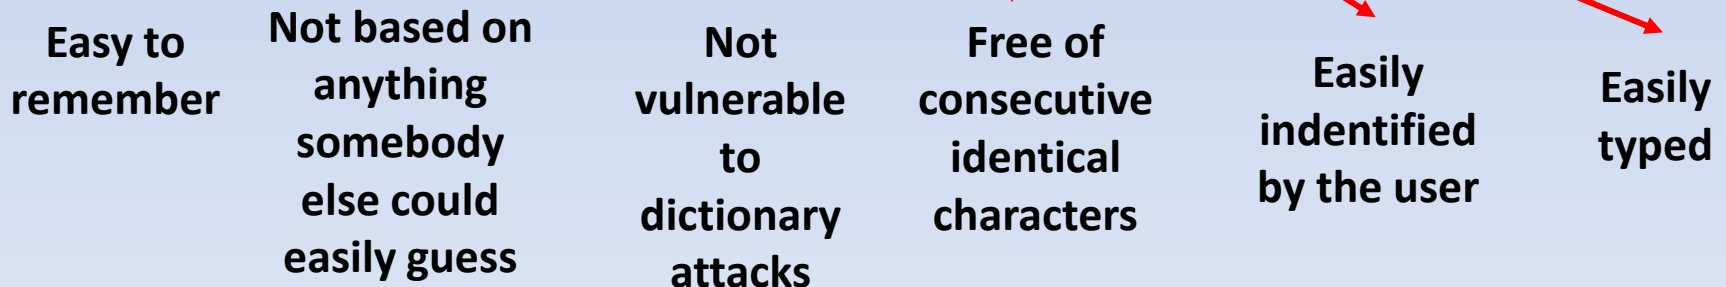 Easy to
remember
Not based on
anything
somebody
else could
easily guess
Not
vulnerable
to
dictionary
attacks
Free of
consecutive
identical
characters
Easily
indentified
by the user
Easily
typed